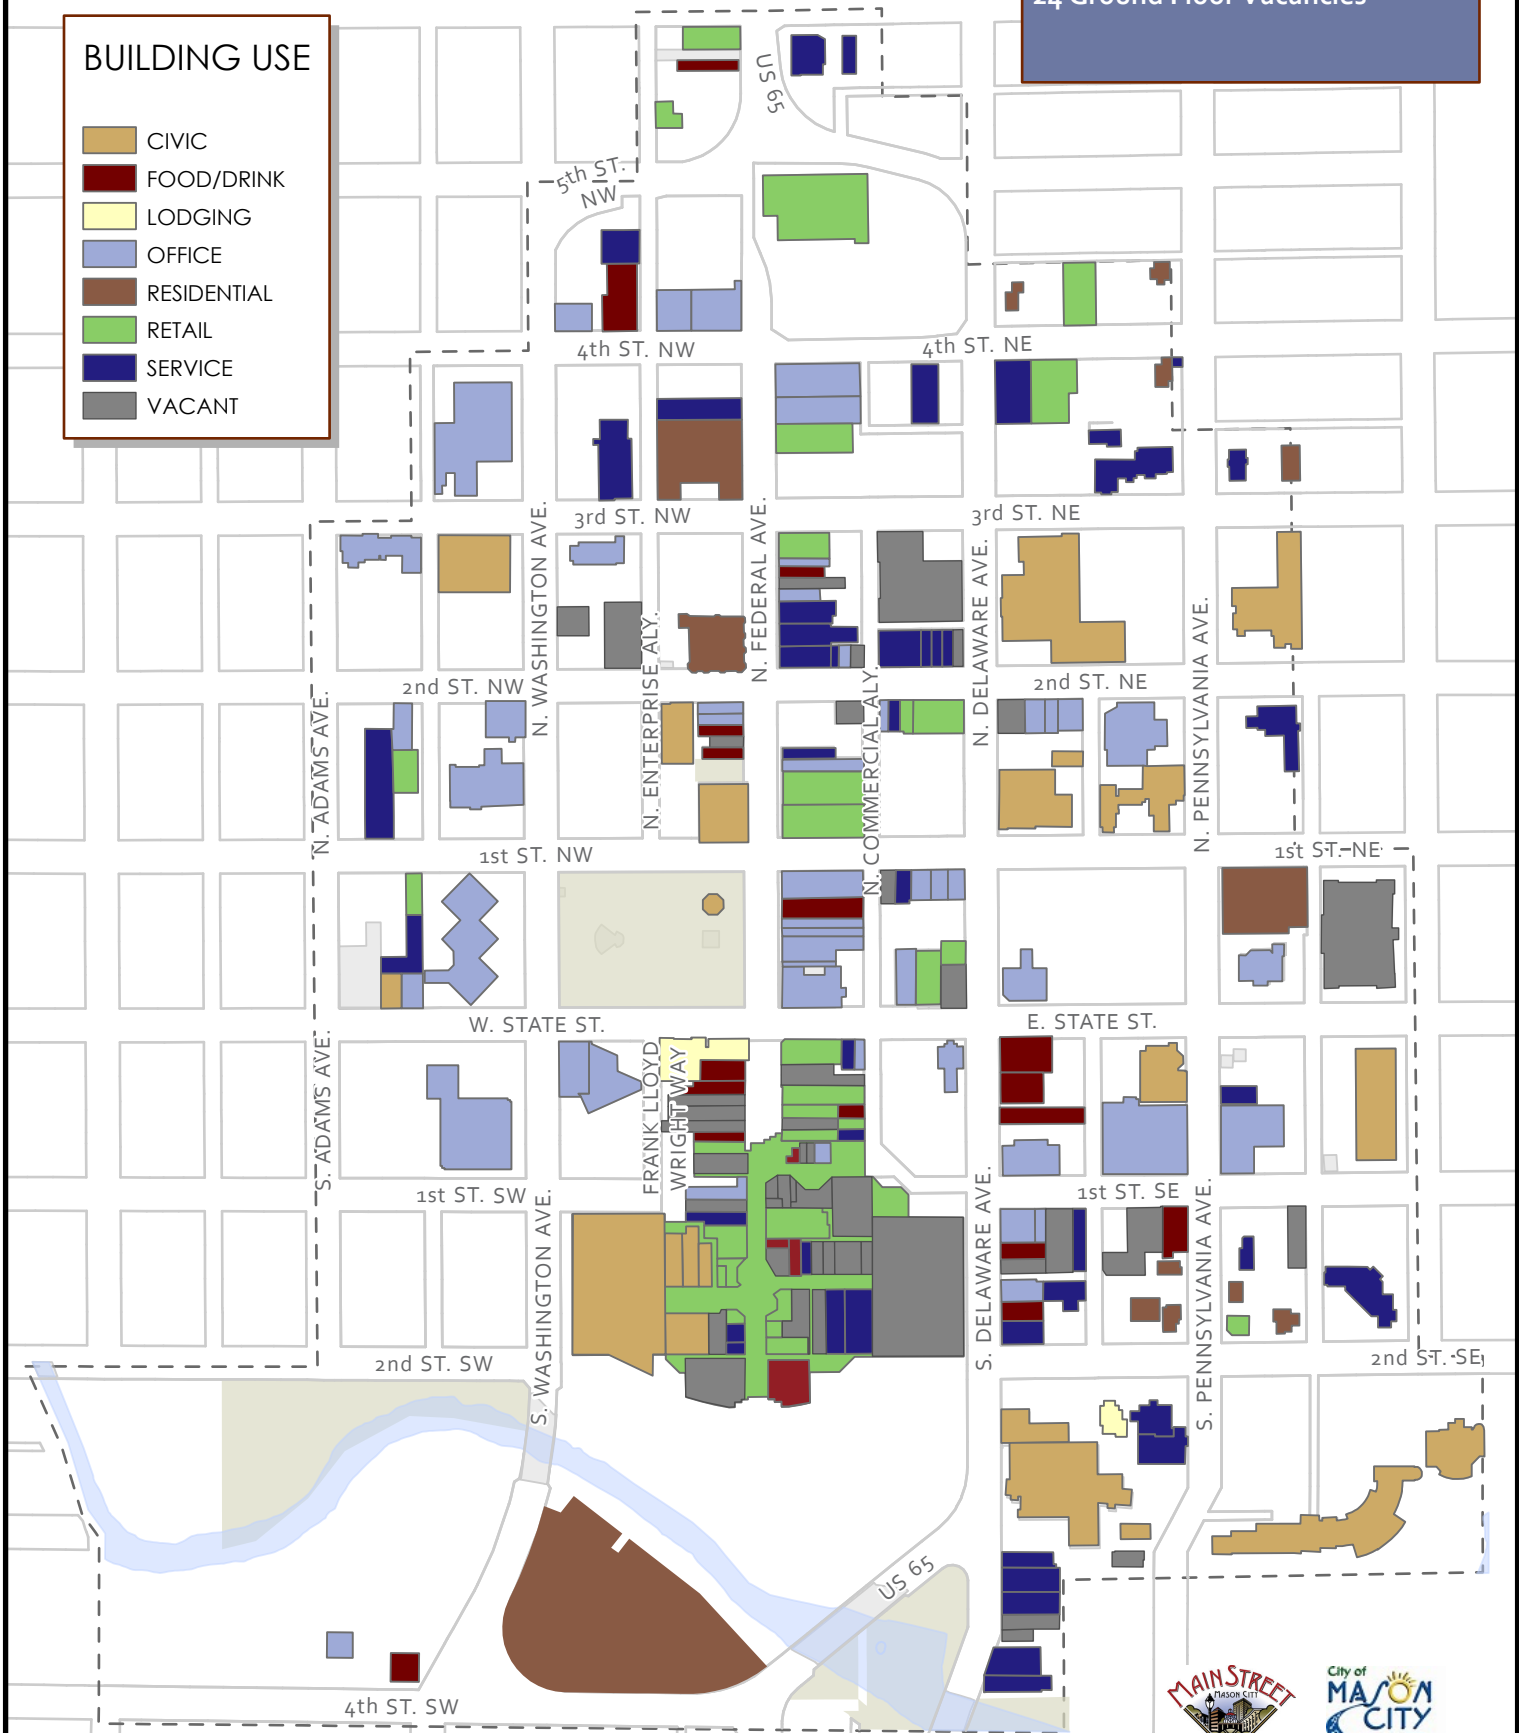 24 Ground Floor Vacancies
BUILDING USE
CIVIC
FOOD/DRINK
LODGING
OFFICE
RESIDENTIAL
RETAIL
SERVICE
VACANT
US 65
5th ST.
NW
4th ST. NW
4th ST. NE
3rd ST. NW
3rd ST. NE
N. WASHINGTON AVE.
N. FEDERAL AVE.
N. DELAWARE AVE.
N. ENTERPRISE ALY.
N. PENNSYLVANIA AVE.
2nd ST. NW
2nd ST. NE
N. ADAMS AVE.
N. COMMERCIAL ALY.
1st ST. NW
1st ST. NE
W. STATE ST.
E. STATE ST.
S. ADAMS AVE.
FRANK LLOYD
WRIGHT WAY
1st ST. SW
1st ST. SE
S. WASHINGTON AVE.
S. DELAWARE AVE.
S. PENNSYLVANIA AVE.
2nd ST. SW
2nd ST. SE
US 65
4th ST. SW
MAIN STREET
MASON CITY
City of
MASON
CITY